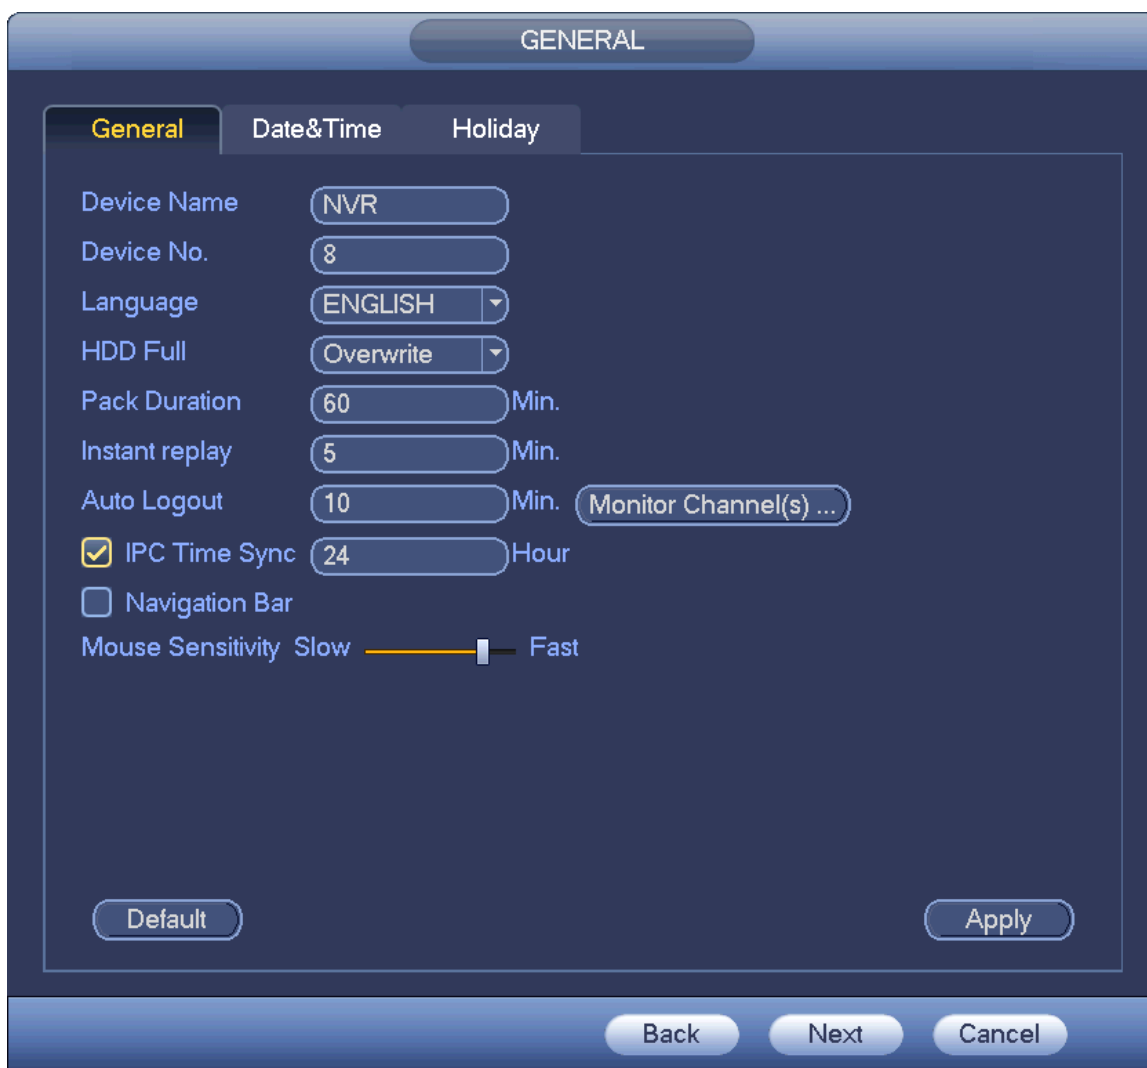 GENERAL
General Date&Time Holiday
Device Name NVR
Device No. 8
Language ENGLISH
HDD Full Overwrite
Pack Duration 60 Min.
Instant replay 5 Min.
Auto Logout 10 Min. Monitor Channel(s) ...
IPC Time Sync 24 Hour
Navigation Bar
Mouse Sensitivity Slow Fast
Default Apply
Back Next Cancel